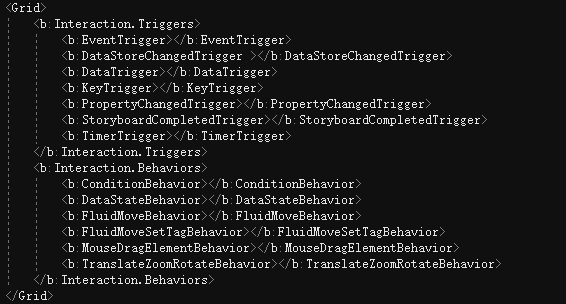 <Grid>
<b:Interaction.Triggers>
<b:EventTrigger></b:EventTrigger>
<b:DataStoreChangedTrigger ></b:DataStoreChangedTrigger>
<b:DataTrigger></b:DataTrigger>
<b:KeyTrigger></b:KeyTrigger>
<b:PropertyChangedTrigger></b:PropertyChangedTrigger>
<b:StoryboardCompletedTrigger></b:StoryboardCompletedTrigger>
<b:TimerTrigger></b:TimerTrigger>
</b:Interaction.Triggers>
<b:Interaction.Behaviors>
<b:ConditionBehavior></b:ConditionBehavior>
<b:DataStateBehavior></b:DataStateBehavior>
<b:FluidMoveBehavior></b:FluidMoveBehavior>
<b:FluidMoveSetTagBehavior></b:FluidMoveSetTagBehavior>
<b:MouseDragElementBehavior></b:MouseDragElementBehavior>
<b:TranslateZoomRotateBehavior></b:TranslateZoomRotateBehavior>
</b:Interaction.Behaviors>
</Grid>